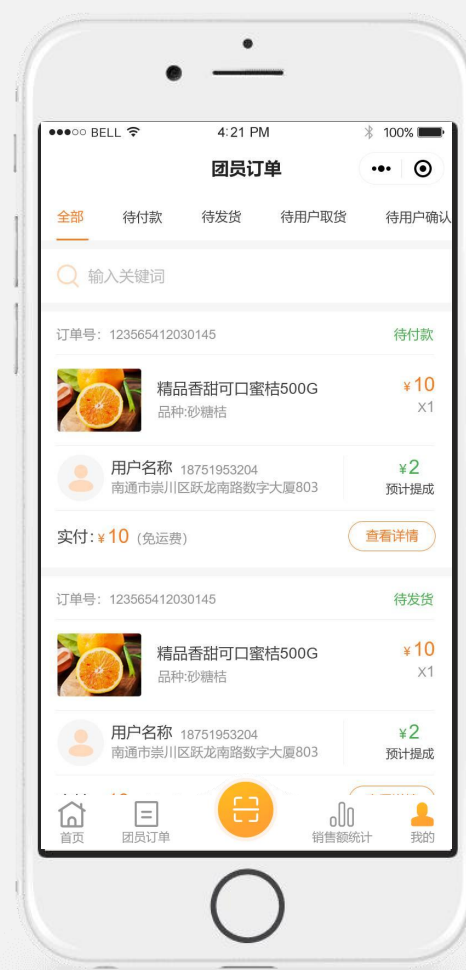 ●●●○○ BELL 4:21 PM 100%
团员订单
全部 待付款 待发货 待用户取货 待用户确认
输入关键词
订单号：123565412030145 待付款
精品香甜可口蜜桔500G ¥10
品种:砂糖桔 X1
用户名称 18751953204 ¥2
南通市崇川区跃龙南路数字大厦803 预计提成
实付:¥10 (免运费) 查看详情
订单号：123565412030145 待发货
精品香甜可口蜜桔500G ¥10
品种:砂糖桔 X1
用户名称 18751953204 ¥2
南通市崇川区跃龙南路数字大厦803 预计提成
首页 团员订单 销售额统计 我的